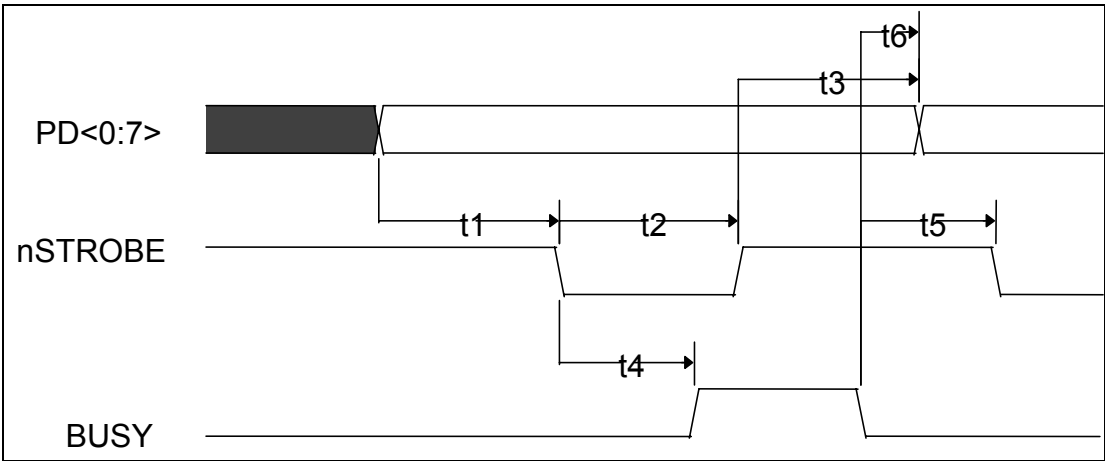 t6
t3
PD<0:7>
t1 t2 t5
nSTROBE
t4
BUSY